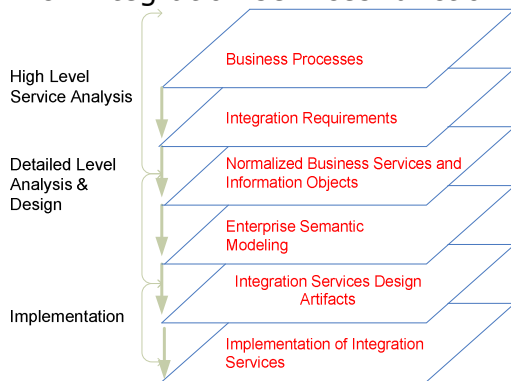 High Level
Service Analysis
Detailed Level
Analysis &
Design
Implementation
Business Processes
Integration Requirements
Normalized Business Services and
Information Objects
Enterprise Semantic
Modeling
Integration Services Design
Artifacts
Implementation of Integration
Services